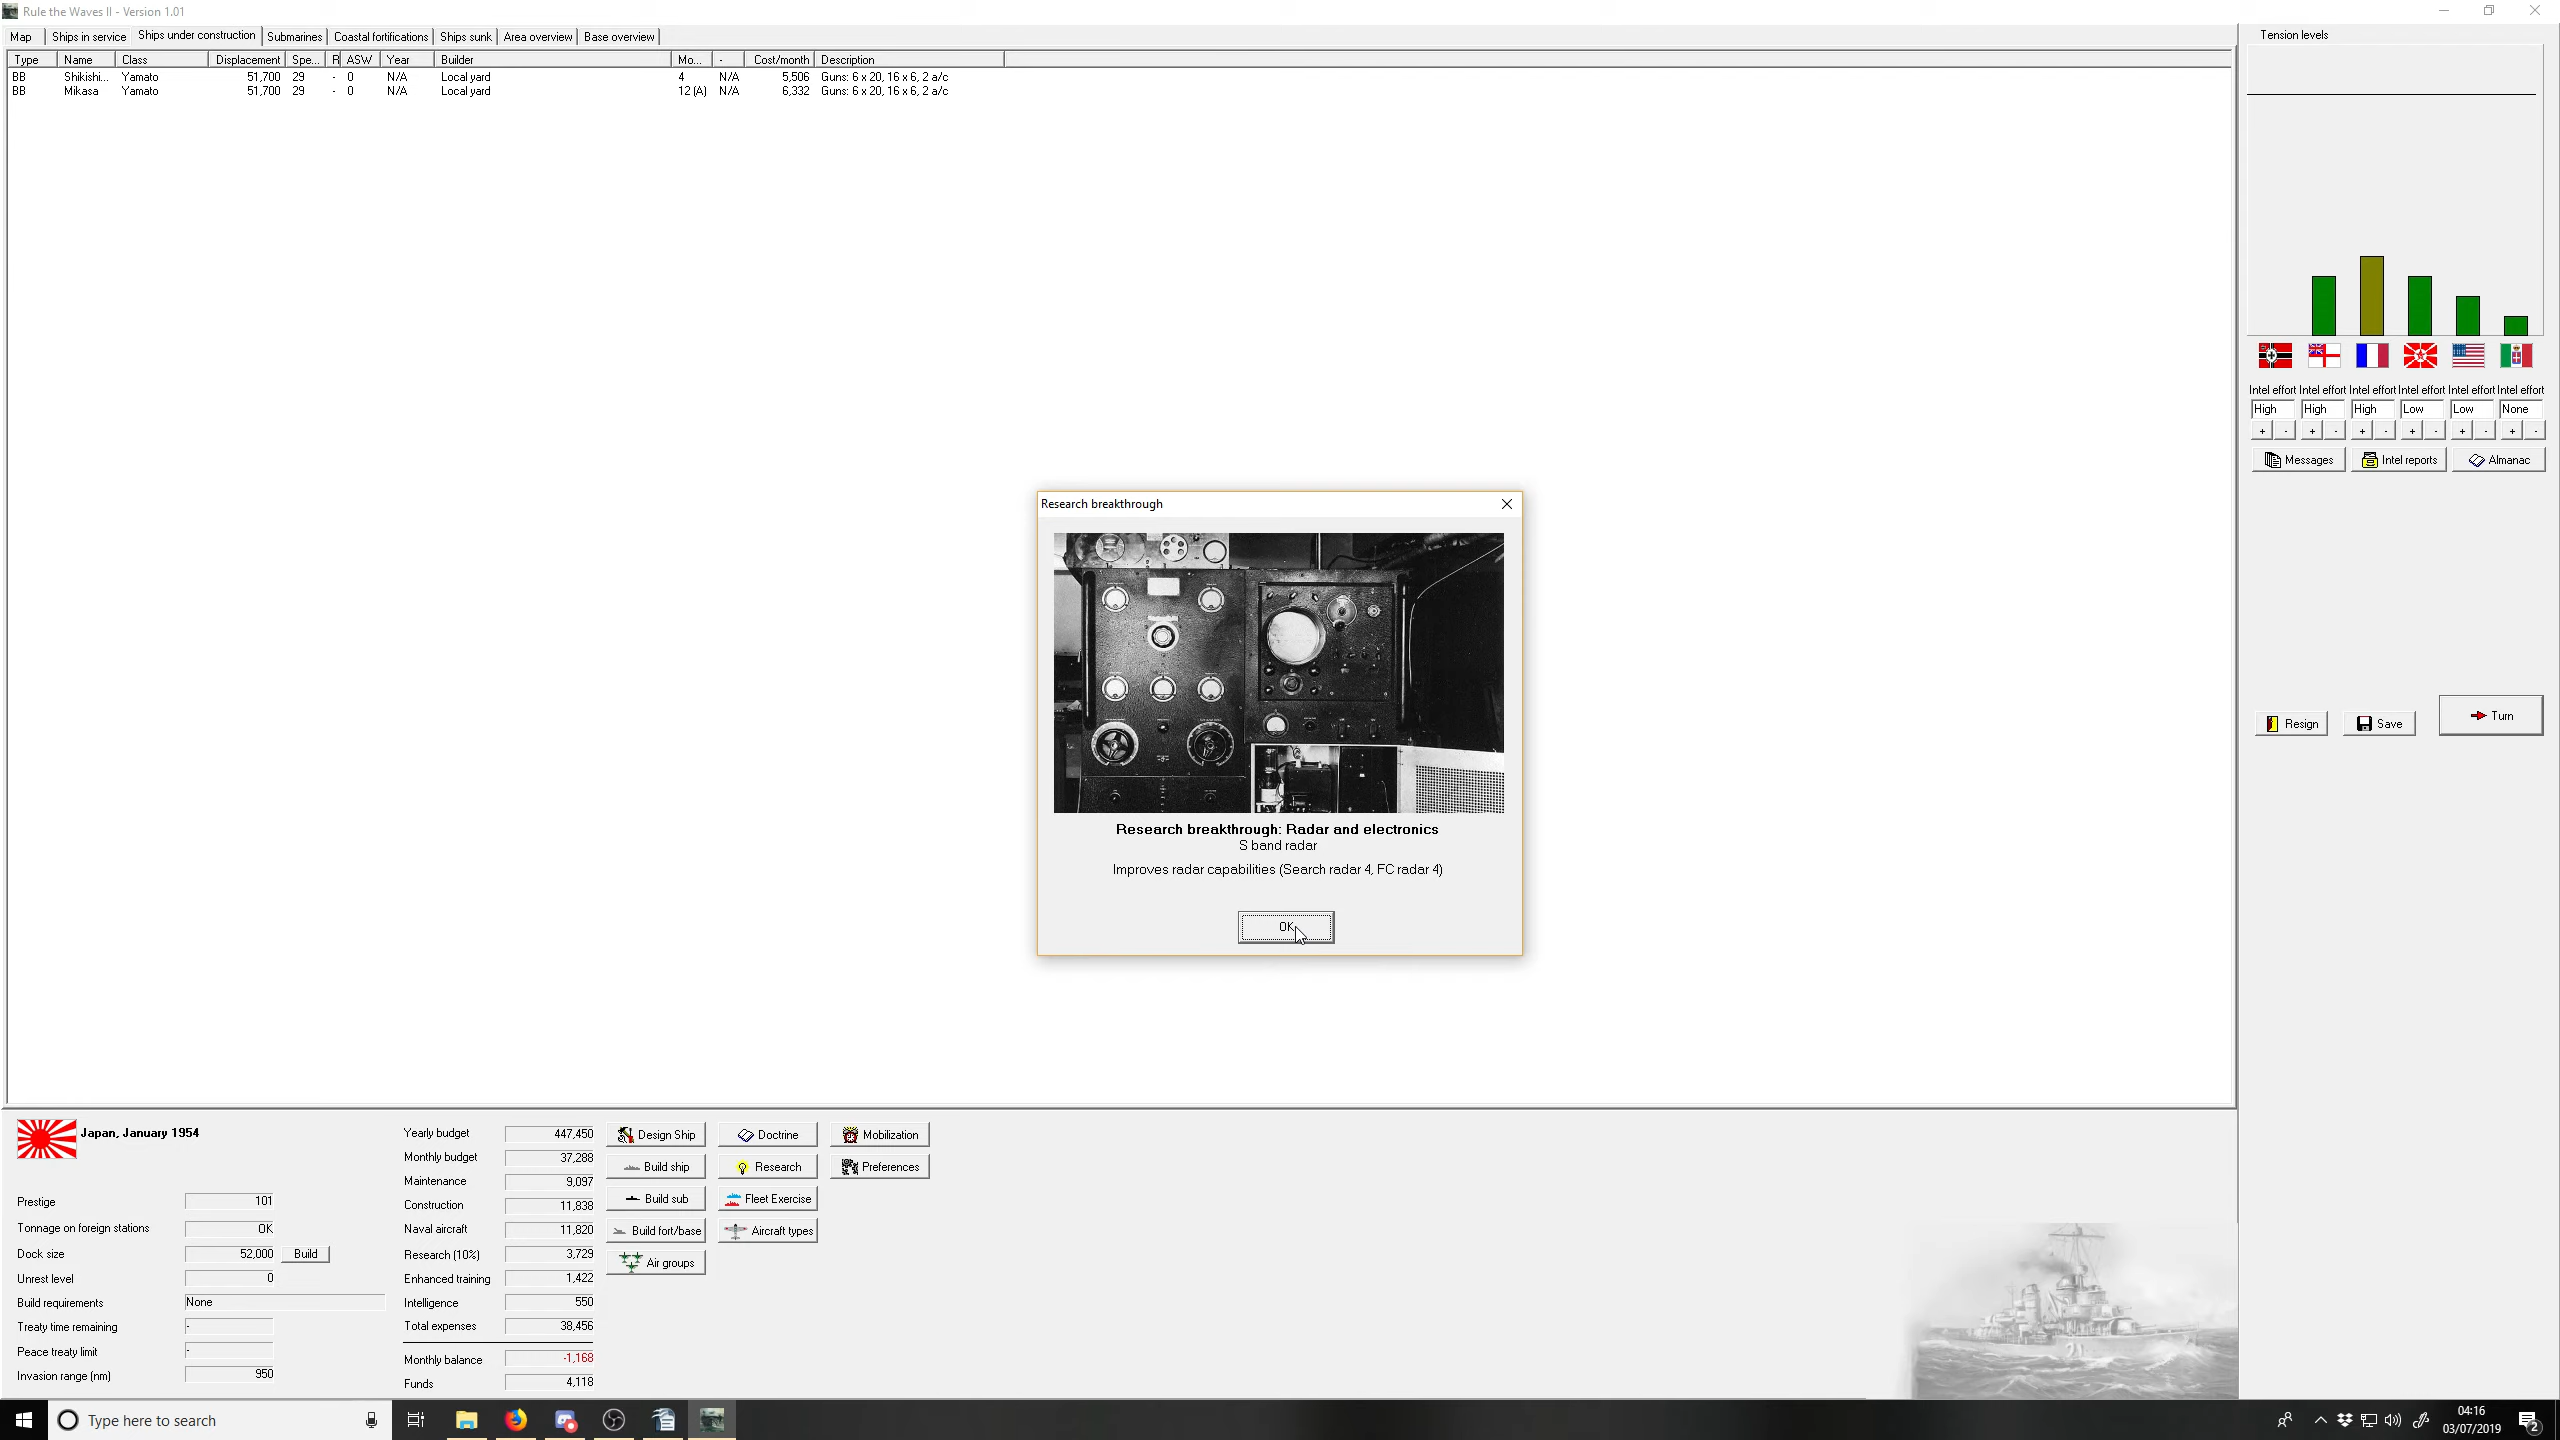 Rule the Waves II - Version 1.01
Map Ships in service Ships under construction Submarines Coastal fortifications Ships sunk Area overview Base overview
Type Name Class Displacement Spe... R ASW Year Builder Mo... - Cost/month Description
BB Shikishi... Yamato 51,700 29 - 0 N/A Local yard 4 N/A 5,506 Guns: 6 x 20, 16 x 6, 2 a/c
BB Mikasa Yamato 51,700 29 - 0 N/A Local yard 12 (A) N/A 6,332 Guns: 6 x 20, 16 x 6, 2 a/c
Tension levels
Intel effort Intel effort Intel effort Intel effort Intel effort Intel effort
High High High Low Low None
+ - + - + - + - + - + -
Messages Intel reports Almanac
Resign Save Turn
Research breakthrough
Research breakthrough: Radar and electronics
S band radar
Improves radar capabilities (Search radar 4, FC radar 4)
OK
Japan, January 1954
Prestige 101
Tonnage on foreign stations OK
Dock size 52,000 Build
Unrest level 0
Build requirements None
Treaty time remaining -
Peace treaty limit -
Invasion range (nm) 950
Yearly budget 447,450
Monthly budget 37,288
Maintenance 9,097
Construction 11,838
Naval aircraft 11,820
Research (10%) 3,729
Enhanced training 1,422
Intelligence 550
Total expenses 38,456
Monthly balance -1,168
Funds 4,118
Design Ship Doctrine Mobilization
Build ship Research Preferences
Build sub Fleet Exercise
Build fort/base Aircraft types
Air groups
Type here to search
04:16
03/07/2019
2